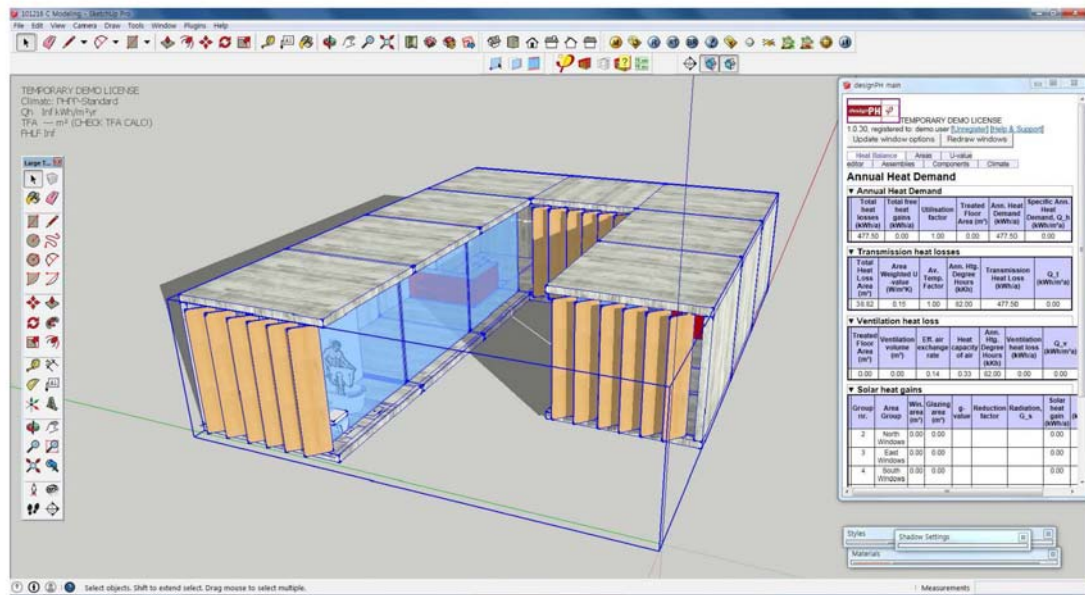 101216 C Modeling - SketchUp Pro
File Edit View Camera Draw Tools Window Plugins Help
TEMPORARY DEMO LICENSE
Climate: PHPP-Standard
Qh Inf kWh/m²yr
TFA --- m² (CHECK TFA CALC!)
PHLF Inf
Large T...
designPH main
designPH
TEMPORARY DEMO LICENSE
1.0.30, registered to: demo user [Unregister] [Help & Support]
Update window options Redraw windows
Heat Balance Areas U-value
editor Assemblies Components Climate
Annual Heat Demand
▼ Annual Heat Demand
Total heat losses (kWh/a) Total free heat gains (kWh/a) Utilisation factor Treated Floor Area (m²) Ann. Heat Demand (kWh/a) Specific Ann. Heat Demand, Q_h (kWh/m²a)
477.50 0.00 1.00 0.00 477.50 0.00
▼ Transmission heat losses
Total Heat Loss Area (m²) Area Weighted U -value (W/m²K) Av. Temp. Factor Ann. Htg. Degree Hours (kKh) Transmission Heat Loss (kWh/a) Q_t (kWh/m²a)
38.82 0.15 1.00 82.00 477.50 0.00
▼ Ventilation heat loss
Treated Floor Area (m²) Ventilation volume (m³) Eff. air exchange rate Heat capacity of air Ann. Htg. Degree Hours (kKh) Ventilation heat loss (kWh/a) Q_v (kWh/m²a)
0.00 0.00 0.14 0.33 82.00 0.00 0.00
▼ Solar heat gains
Group nr. Area Group Win. area (m²) Glazing area (m²) g- value Reduction factor Radiation, G_s Solar heat gain (kWh/a)
2 North Windows 0.00 0.00 0.00
3 East Windows 0.00 0.00 0.00
4 South Windows 0.00 0.00 0.00
Styles
Shadow Settings
Materials
Select objects. Shift to extend select. Drag mouse to select multiple.
Measurements